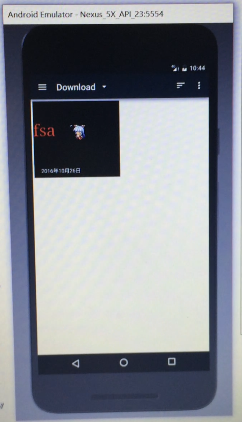 Android Emulator - Nexus_5X_API_23:5554
10:44
Download
fsa
2016年10月26日